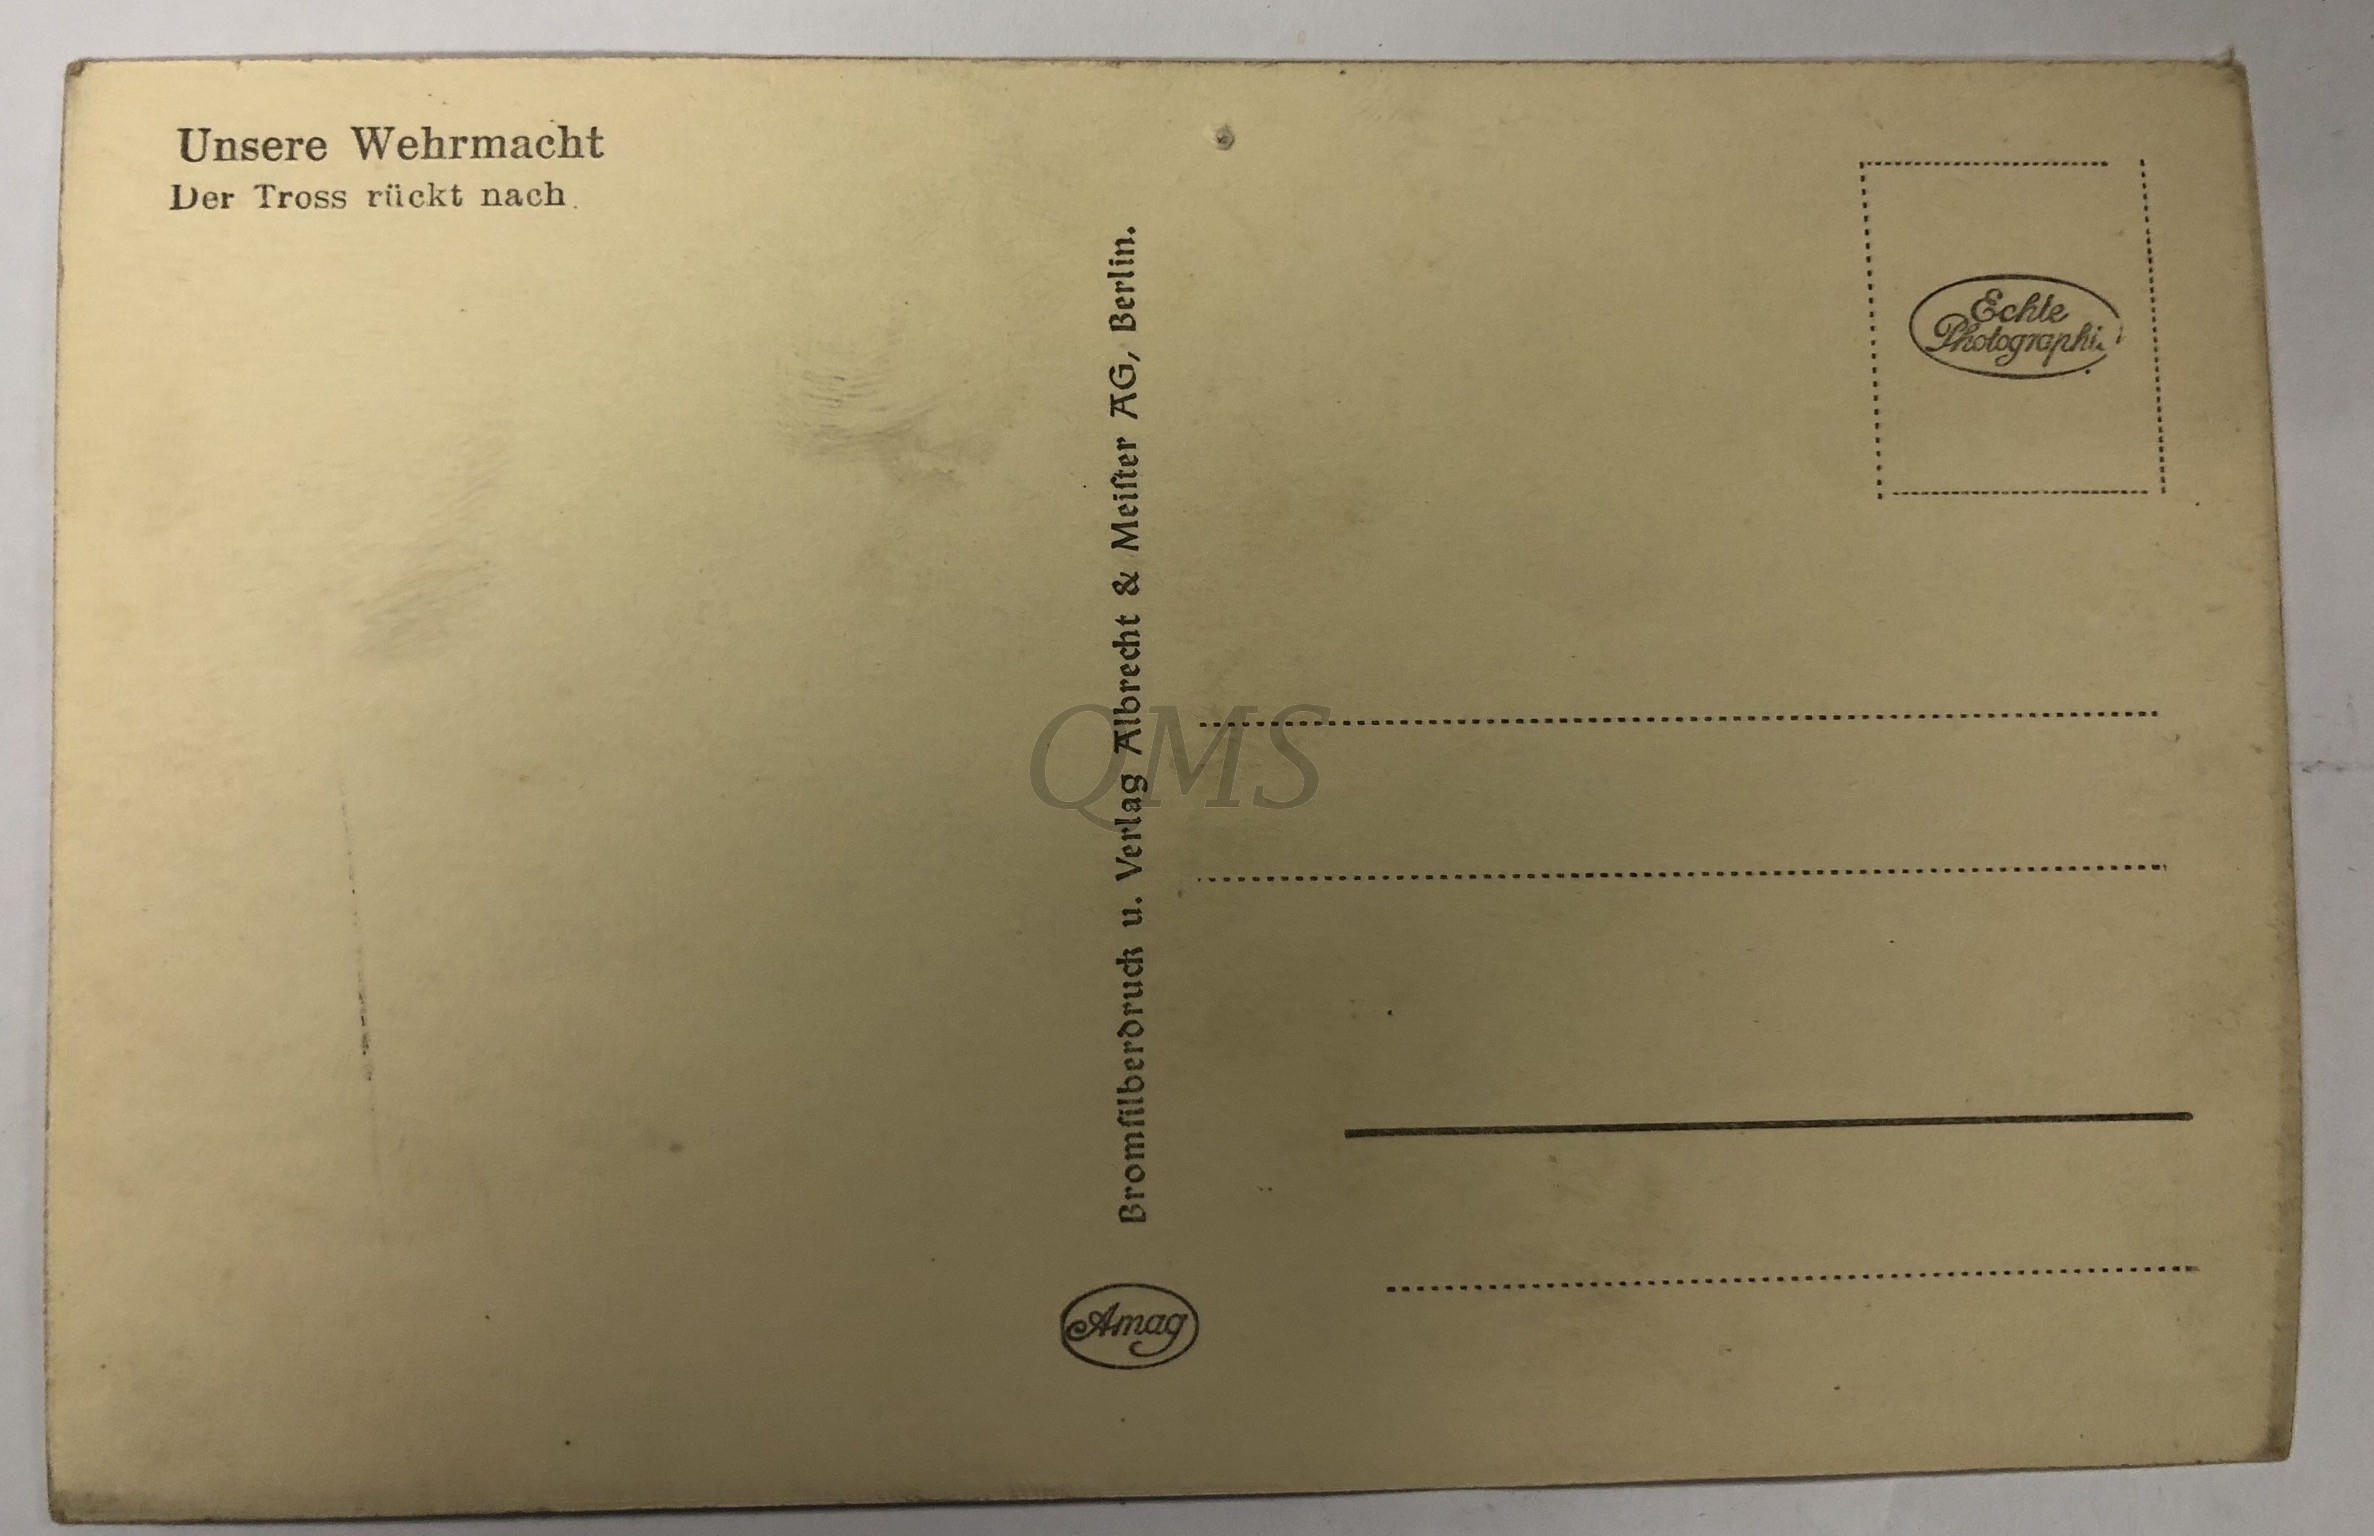 Unsere Wehrmacht
Der Tross rückt nach.
Bromſilberdruck u. Verlag Albrecht & Meiſter AG, Berlin.
Amag
Echte
Photographie
QMS